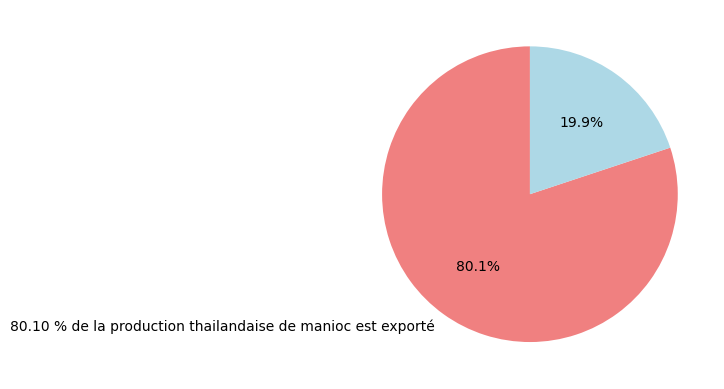 19.9%
80.1%
80.10 % de la production thailandaise de manioc est exporté